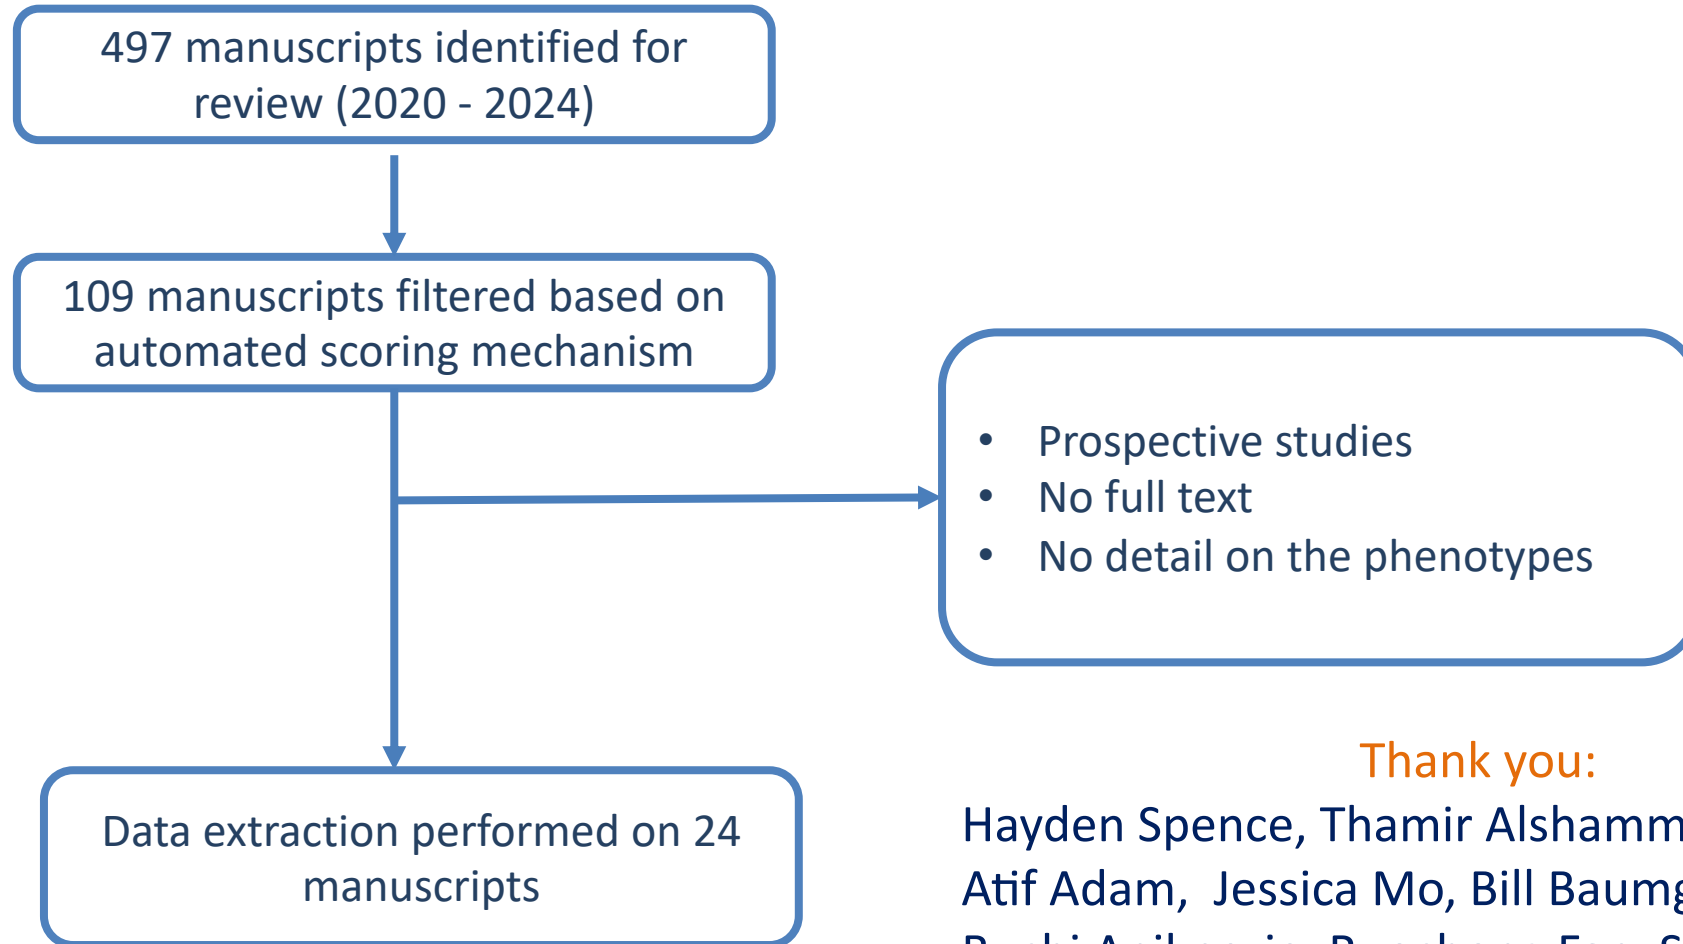 497 manuscripts identified for
review (2020 - 2024)
109 manuscripts filtered based on
automated scoring mechanism
• Prospective studies
• No full text
• No detail on the phenotypes
Data extraction performed on 24
manuscripts
Thank you:
Hayden Spence, Thamir
Atif Adam, Jessica Mo, Bill